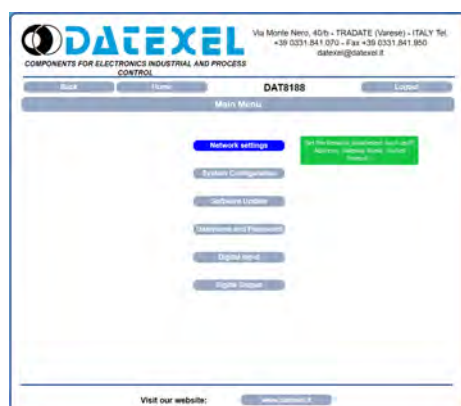 DATEXEL
COMPONENTS FOR ELECTRONICS INDUSTRIAL AND PROCESS
CONTROL
Via Monte Nero, 40/b - TRADATE (Varese) - ITALY Tel.
+39 0331.841.070 - Fax +39 0331.841.950
datexel@datexel.it
Back
Home
DAT8188
Logout
Main Menu
Network settings
System Configuration
Software Update
Username and Password
Digital Input
Digital Output
Visit our website:
www.datexel.it